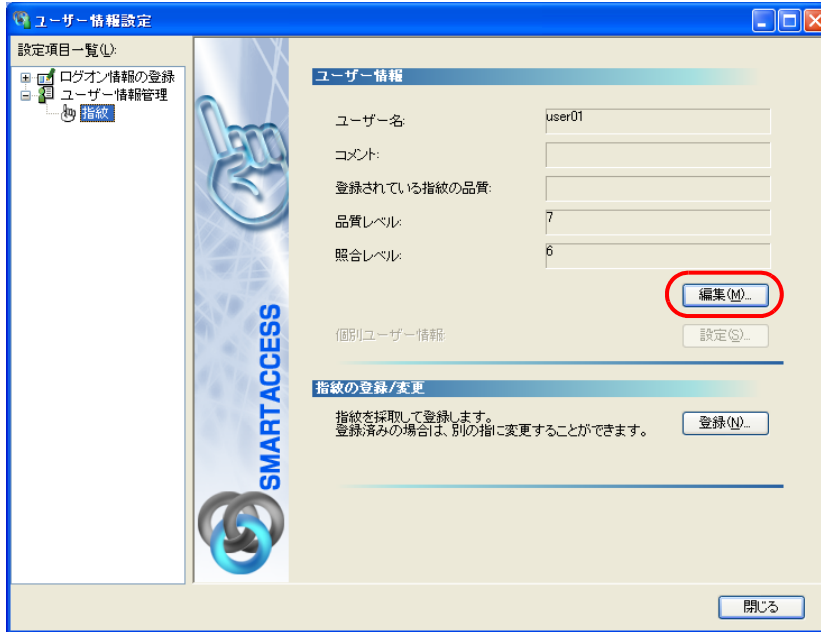 ユーザー情報設定
設定項目一覧(L):
ログオン情報の登録
ユーザー情報管理
指紋
SMARTACCESS
ユーザー情報
ユーザー名:
user01
コメント:
登録されている指紋の品質:
品質レベル:
7
照合レベル:
6
編集(M)...
個別ユーザー情報:
設定(S)...
指紋の登録/変更
指紋を採取して登録します。
登録済みの場合は、別の指に変更することができます。
登録(N)...
閉じる